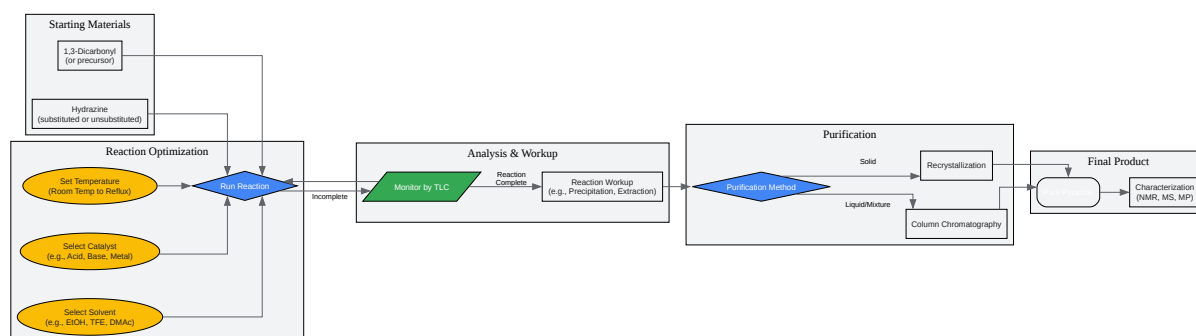 Starting Materials
1,3-Dicarbonyl
(or precursor)
Hydrazine
(substituted or unsubstituted)
Reaction Optimization
Set Temperature
(Room Temp to Reflux)
Run Reaction
Select Catalyst
(e.g., Acid, Base, Metal)
Select Solvent
(e.g., EtOH, TFE, DMAc)
Incomplete
Analysis & Workup
Monitor by TLC
Reaction
Complete
Reaction Workup
(e.g., Precipitation, Extraction)
Purification
Purification Method
Solid
Liquid/Mixture
Recrystallization
Column Chromatography
Final Product
Characterization
(NMR, MS, MP)